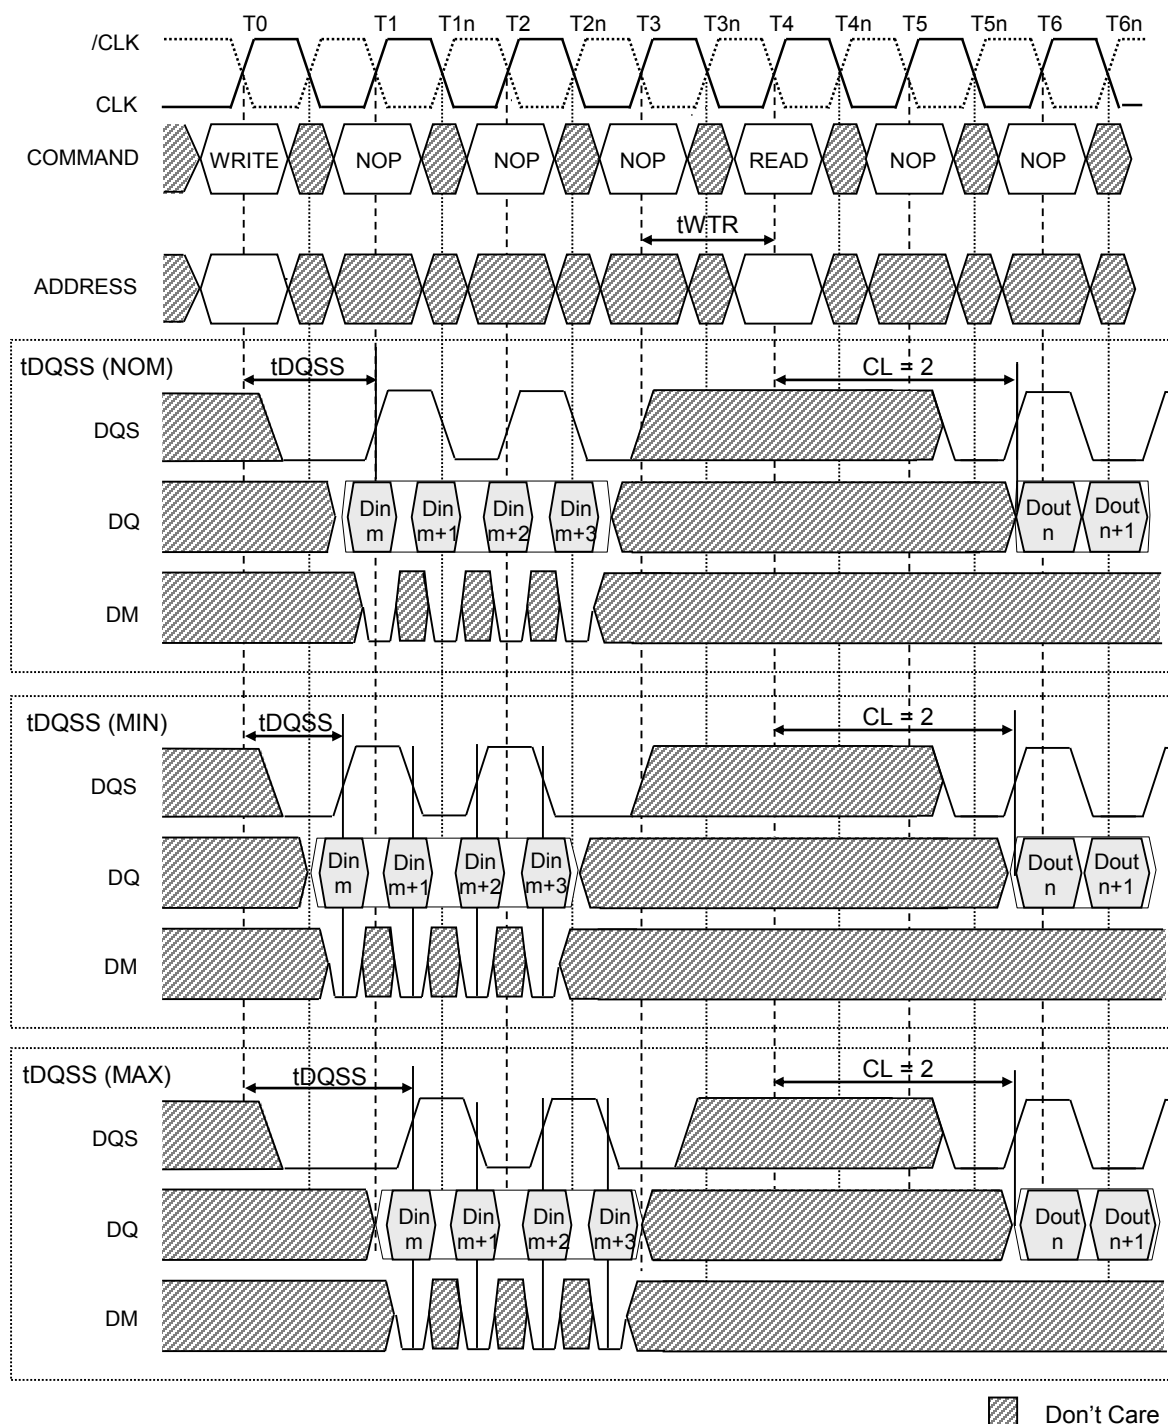 T0 T1 T1n T2 T2n T3 T3n T4 T4n T5 T5n T6 T6n
/CLK
CLK
COMMAND WRITE NOP NOP NOP READ NOP NOP
tWTR
ADDRESS
tDQSS (NOM) tDQSS CL = 2
DQS
DQ Din m Din m+1 Din m+2 Din m+3 Dout n Dout n+1
DM
tDQSS (MIN) tDQSS CL = 2
DQS
DQ Din m Din m+1 Din m+2 Din m+3 Dout n Dout n+1
DM
tDQSS (MAX) tDQSS CL = 2
DQS
DQ Din m Din m+1 Din m+2 Din m+3 Dout n Dout n+1
DM
Don't Care